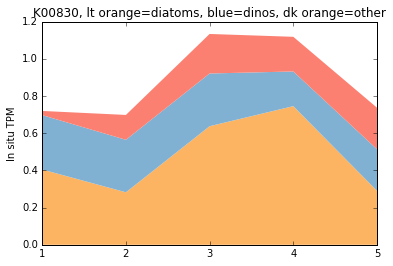 K00830, lt orange=diatoms, blue=dinos, dk orange=other
1.2
1.0
0.8
0.6
0.4
0.2
0.0
In situ TPM
1 2 3 4 5